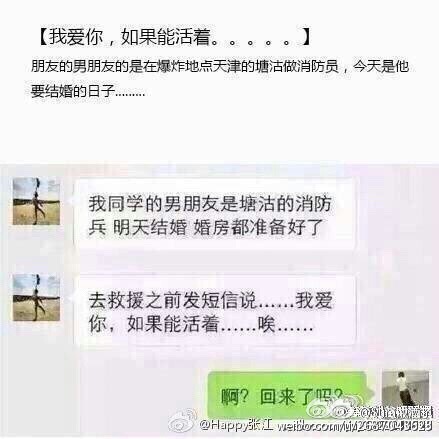 【我爱你，如果能活着。。。。。】
朋友的男朋友的是在爆炸地点天津的塘沽做消防员，今天是他
要结婚的日子.........
我同学的男朋友是塘沽的消防
兵 明天结婚 婚房都准备好了
去救援之前发短信说……我爱
你，如果能活着……唉……
啊？回来了吗？
@Happy张江